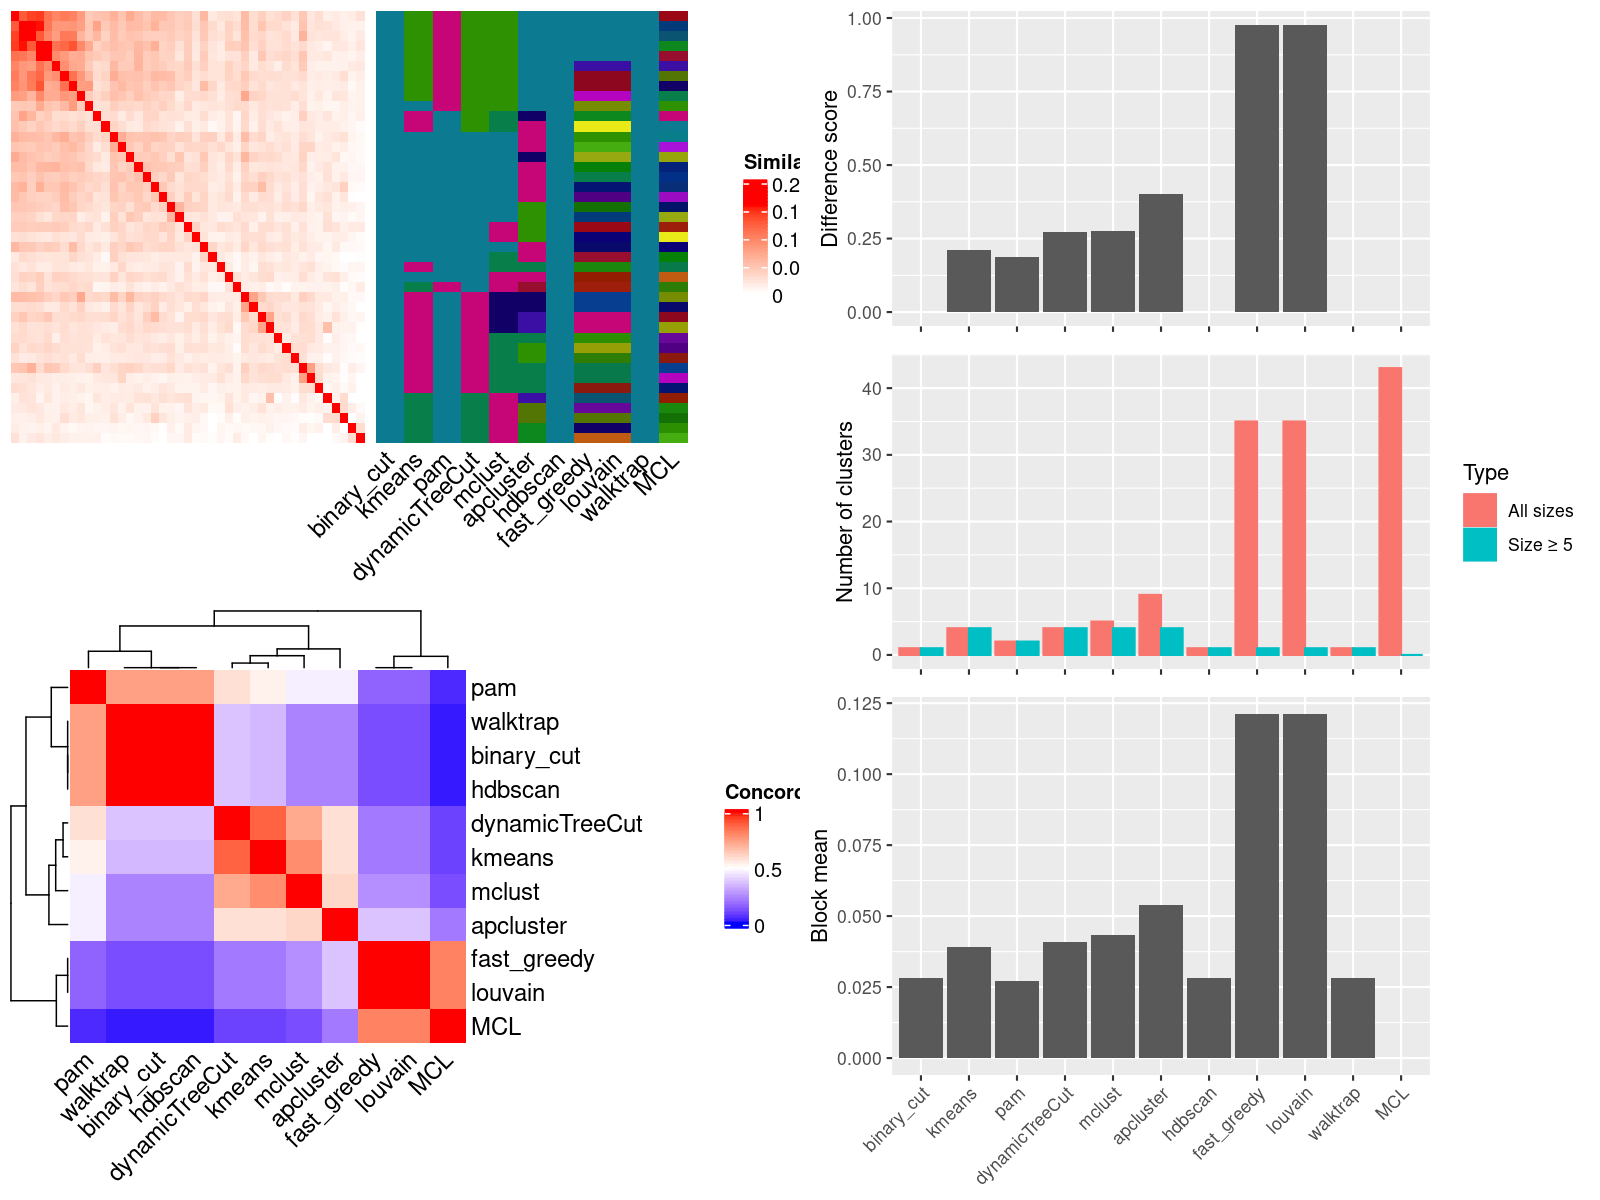 Simila
0.2
0.1
0.1
0.0
0
binary_cut
kmeans
pam
dynamicTreeCut
mclust
apcluster
hdbscan
fast_greedy
louvain
walktrap
MCL
pam
walktrap
binary_cut
hdbscan
dynamicTreeCut
kmeans
mclust
apcluster
fast_greedy
louvain
MCL
Concord
1
0.5
0
pam
walktrap
binary_cut
hdbscan
dynamicTreeCut
kmeans
mclust
apcluster
fast_greedy
louvain
MCL
Difference score
1.00
0.75
0.50
0.25
0.00
Number of clusters
40
30
20
10
0
Type
All sizes
Size ≥ 5
Block mean
0.125
0.100
0.075
0.050
0.025
0.000
binary_cut
kmeans
pam
dynamicTreeCut
mclust
apcluster
hdbscan
fast_greedy
louvain
walktrap
MCL